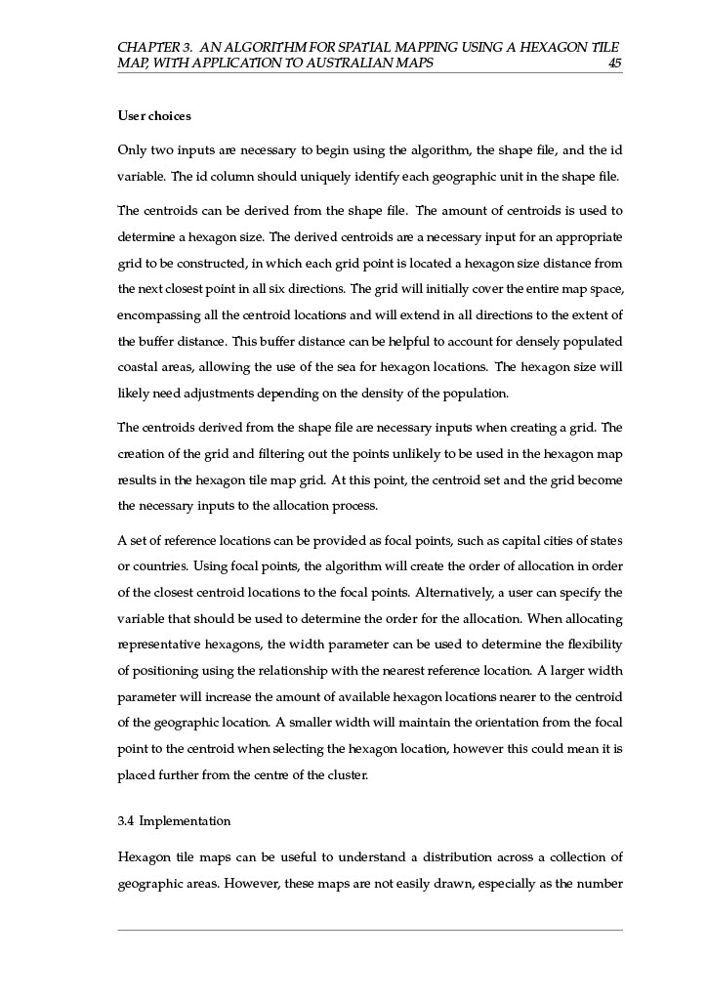 CHAPTER 3. AN ALGORITHM FOR SPATIAL MAPPING USING A HEXAGON TILE
MAP, WITH APPLICATION TO AUSTRALIAN MAPS 45
User choices
Only two inputs are necessary to begin using the algorithm, the shape file, and the id
variable. The id column should uniquely identify each geographic unit in the shape file.
The centroids can be derived from the shape file. The amount of centroids is used to
determine a hexagon size. The derived centroids are a necessary input for an appropriate
grid to be constructed, in which each grid point is located a hexagon size distance from
the next closest point in all six directions. The grid will initially cover the entire map space,
encompassing all the centroid locations and will extend in all directions to the extent of
the buffer distance. This buffer distance can be helpful to account for densely populated
coastal areas, allowing the use of the sea for hexagon locations. The hexagon size will
likely need adjustments depending on the density of the population.
The centroids derived from the shape file are necessary inputs when creating a grid. The
creation of the grid and filtering out the points unlikely to be used in the hexagon map
results in the hexagon tile map grid. At this point, the centroid set and the grid become
the necessary inputs to the allocation process.
A set of reference locations can be provided as focal points, such as capital cities of states
or countries. Using focal points, the algorithm will create the order of allocation in order
of the closest centroid locations to the focal points. Alternatively, a user can specify the
variable that should be used to determine the order for the allocation. When allocating
representative hexagons, the width parameter can be used to determine the flexibility
of positioning using the relationship with the nearest reference location. A larger width
parameter will increase the amount of available hexagon locations nearer to the centroid
of the geographic location. A smaller width will maintain the orientation from the focal
point to the centroid when selecting the hexagon location, however this could mean it is
placed further from the centre of the cluster.
3.4 Implementation
Hexagon tile maps can be useful to understand a distribution across a collection of
geographic areas. However, these maps are not easily drawn, especially as the number